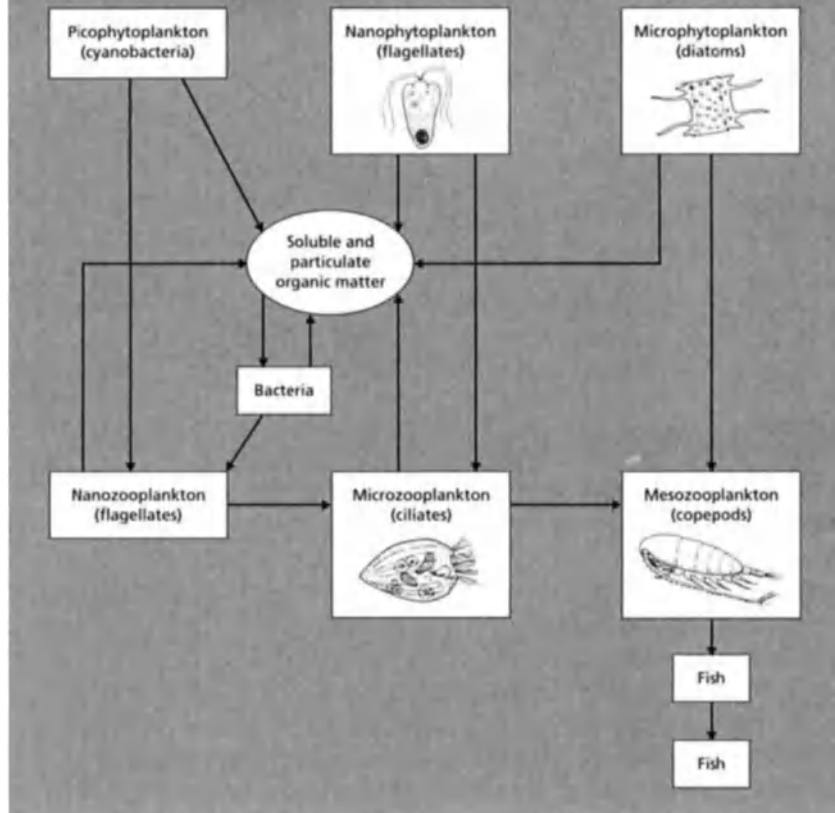 Picophytoplankton
(cyanobacteria)
Nanophytoplankton
(flagellates)
Microphytoplankton
(diatoms)
Soluble and
particulate
organic matter
Bacteria
Nanozooplankton
(flagellates)
Microzooplankton
(ciliates)
Mesozooplankton
(copepods)
Fish
Fish